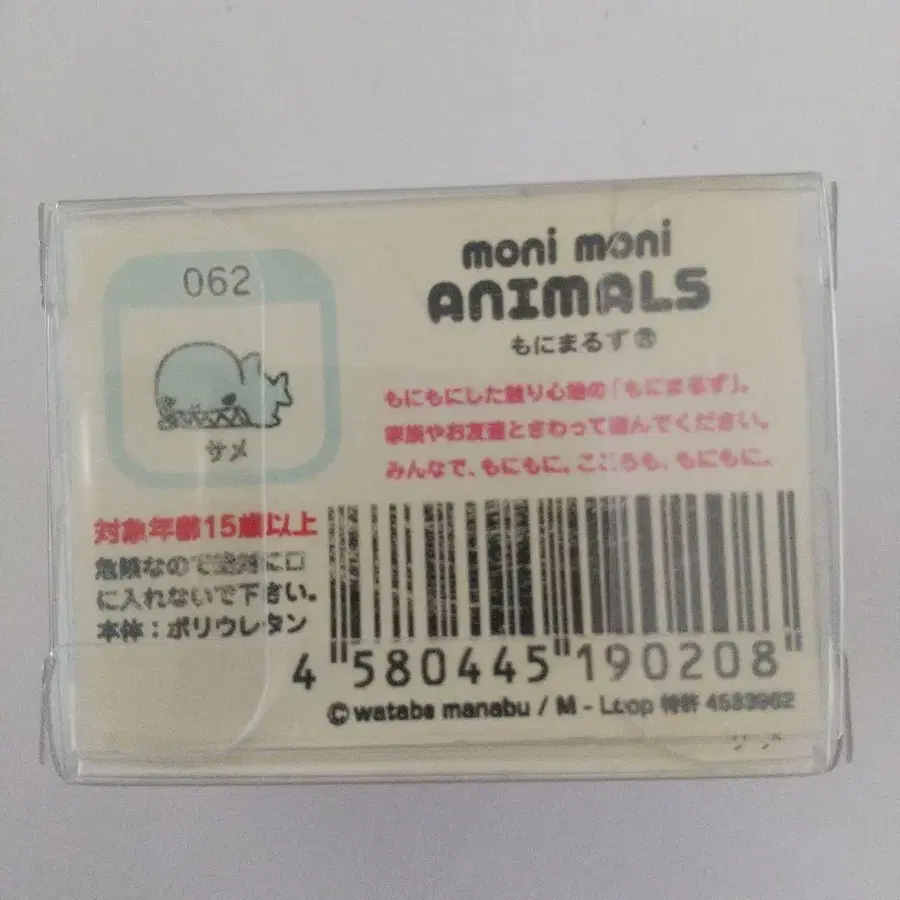 062
サメ
moni moni
ANIMALS
もにまるず
もにもにした触り心地の「もにまるず」。
家族やお友達とさわって遊んでください。
みんなで、もにもに。こころも、もにもに。
対象年齢15歳以上
危険なので絶対に口
に入れないで下さい。
本体：ポリウレタン
4 580445 190208
©watabe manabu / M - Loop 特許 4533962